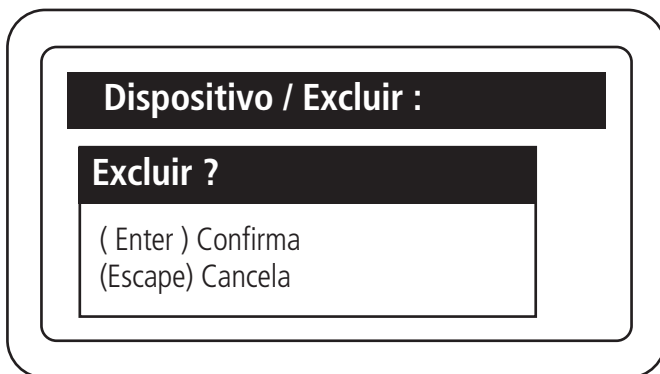 Dispositivo / Excluir :
Excluir ?
( Enter ) Confirma
(Escape) Cancela